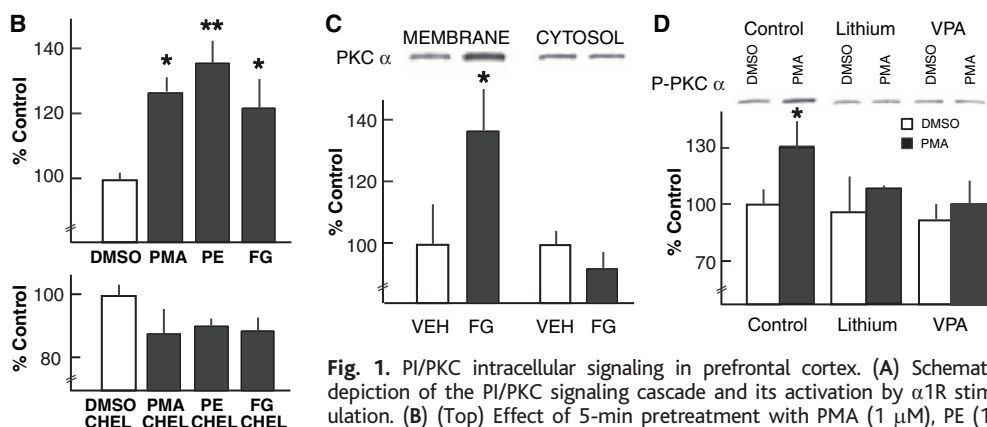 B
% Control
140
120
100
*
**
*
DMSO PMA PE FG
% Control
100
80
DMSO PMA PE FG
CHEL CHEL CHEL CHEL
C
MEMBRANE CYTOSOL
PKC α
% Control
140
120
100
*
VEH FG VEH FG
D
Control Lithium VPA
DMSO PMA DMSO PMA DMSO PMA
P-PKC α
% Control
130
100
70
*
DMSO
PMA
Control Lithium VPA
Fig. 1. PI/PKC intracellular signaling in prefrontal cortex. (A) Schemat
depiction of the PI/PKC signaling cascade and its activation by α1R stim
ulation. (B) (Top) Effect of 5-min pretreatment with PMA (1 μM), PE (1